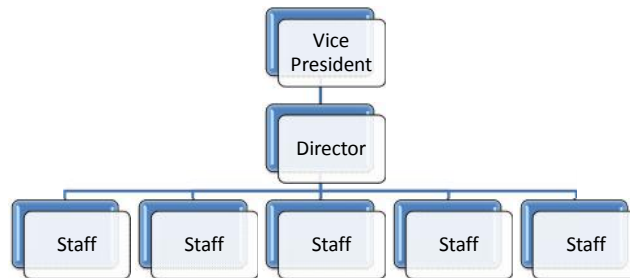 Vice
President
Director
Staff Staff Staff Staff Staff